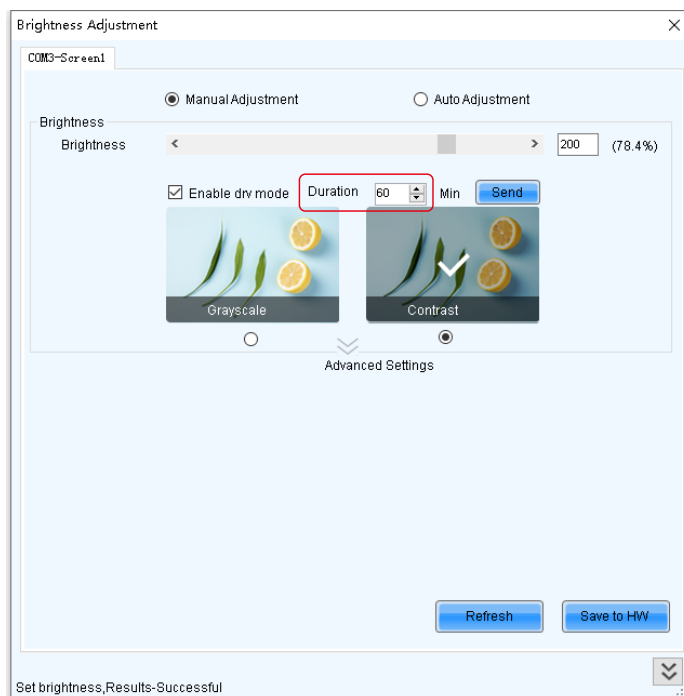 Brightness Adjustment
COM3-Screen1
Manual Adjustment Auto Adjustment
Brightness
Brightness 200 (78.4%)
Enable drv mode Duration 60 Min Send
Grayscale Contrast
Advanced Settings
Refresh Save to HW
Set brightness,Results-Successful